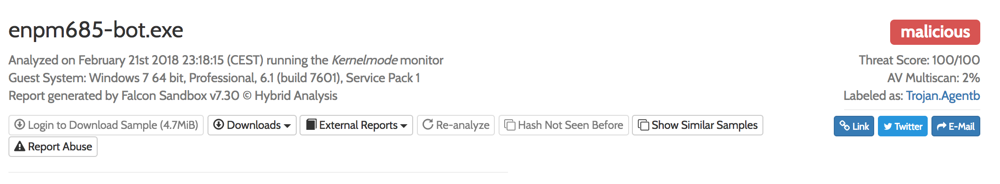 enpm685-bot.exe
malicious
Analyzed on February 21st 2018 23:18:15 (CEST) running the Kernelmode monitor
Guest System: Windows 7 64 bit, Professional, 6.1 (build 7601), Service Pack 1
Report generated by Falcon Sandbox v7.30 © Hybrid Analysis
Threat Score: 100/100
AV Multiscan: 2%
Labeled as: Trojan.Agentb
Login to Download Sample (4.7MiB)
Downloads
External Reports
Re-analyze
Hash Not Seen Before
Show Similar Samples
Report Abuse
Link
Twitter
E-Mail